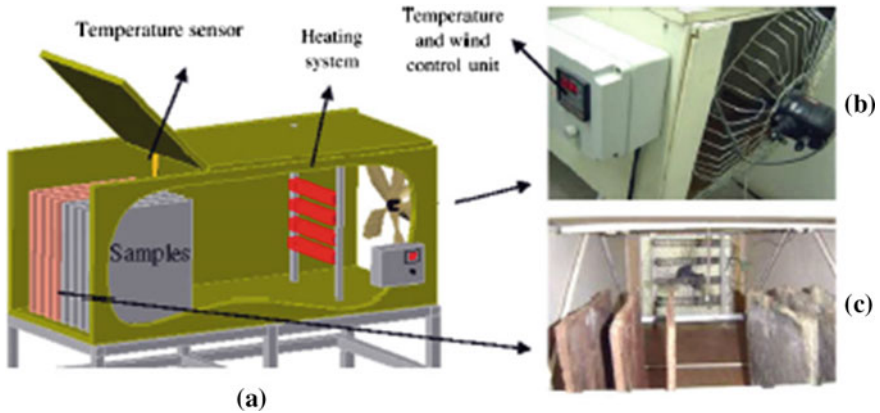 Temperature sensor
Heating
system
Temperature
and wind
control unit
(b)
Samples
(c)
(a)